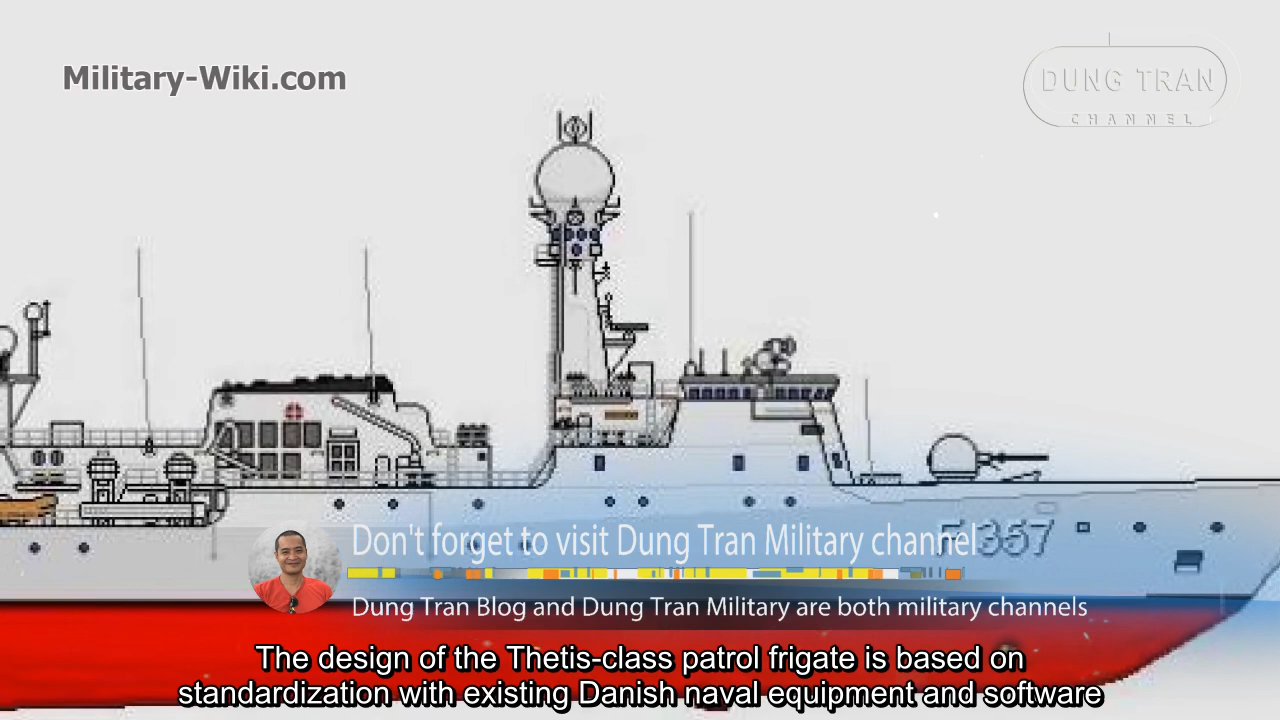 Military-Wiki.com
DUNG TRAN
CHANNEL
F 357
Don't forget to visit Dung Tran Military channel
Dung Tran Blog and Dung Tran Military are both military channels
The design of the Thetis-class patrol frigate is based on
standardization with existing Danish naval equipment and software